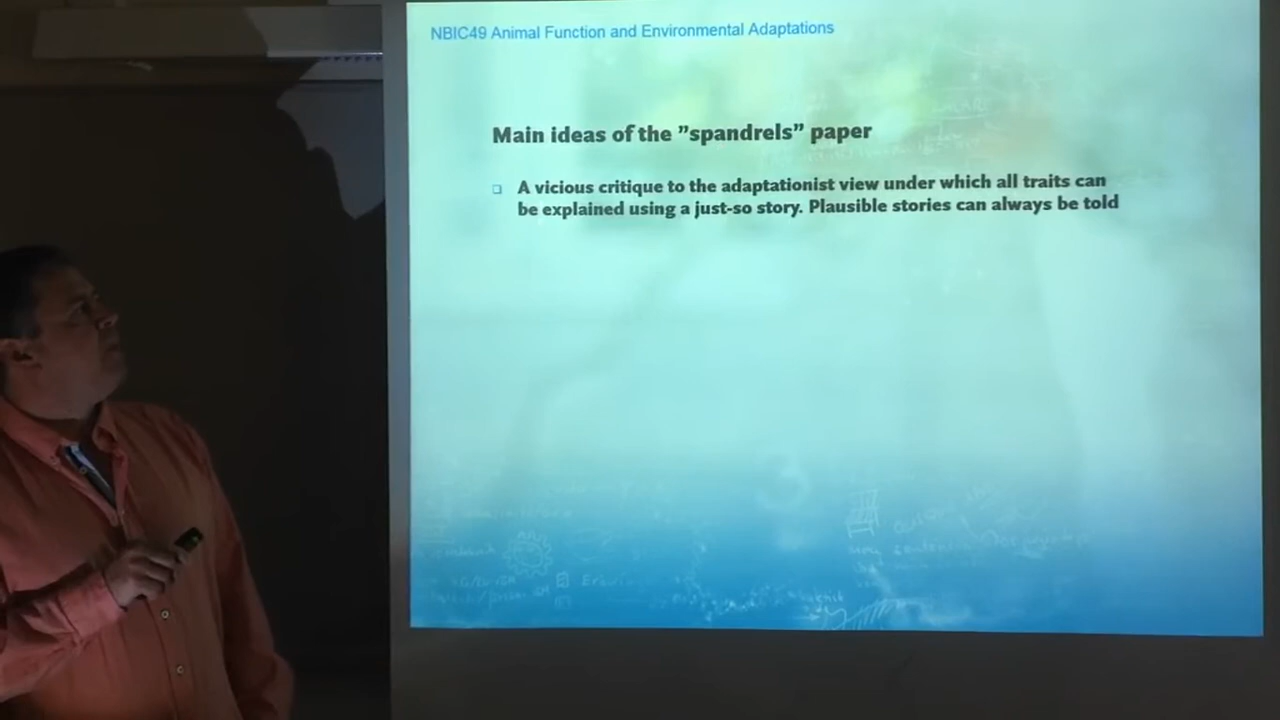 NBIC49 Animal Function and Environmental Adaptations
Main ideas of the ”spandrels” paper
A vicious critique to the adaptationist view under which all traits can
be explained using a just-so story. Plausible stories can always be told